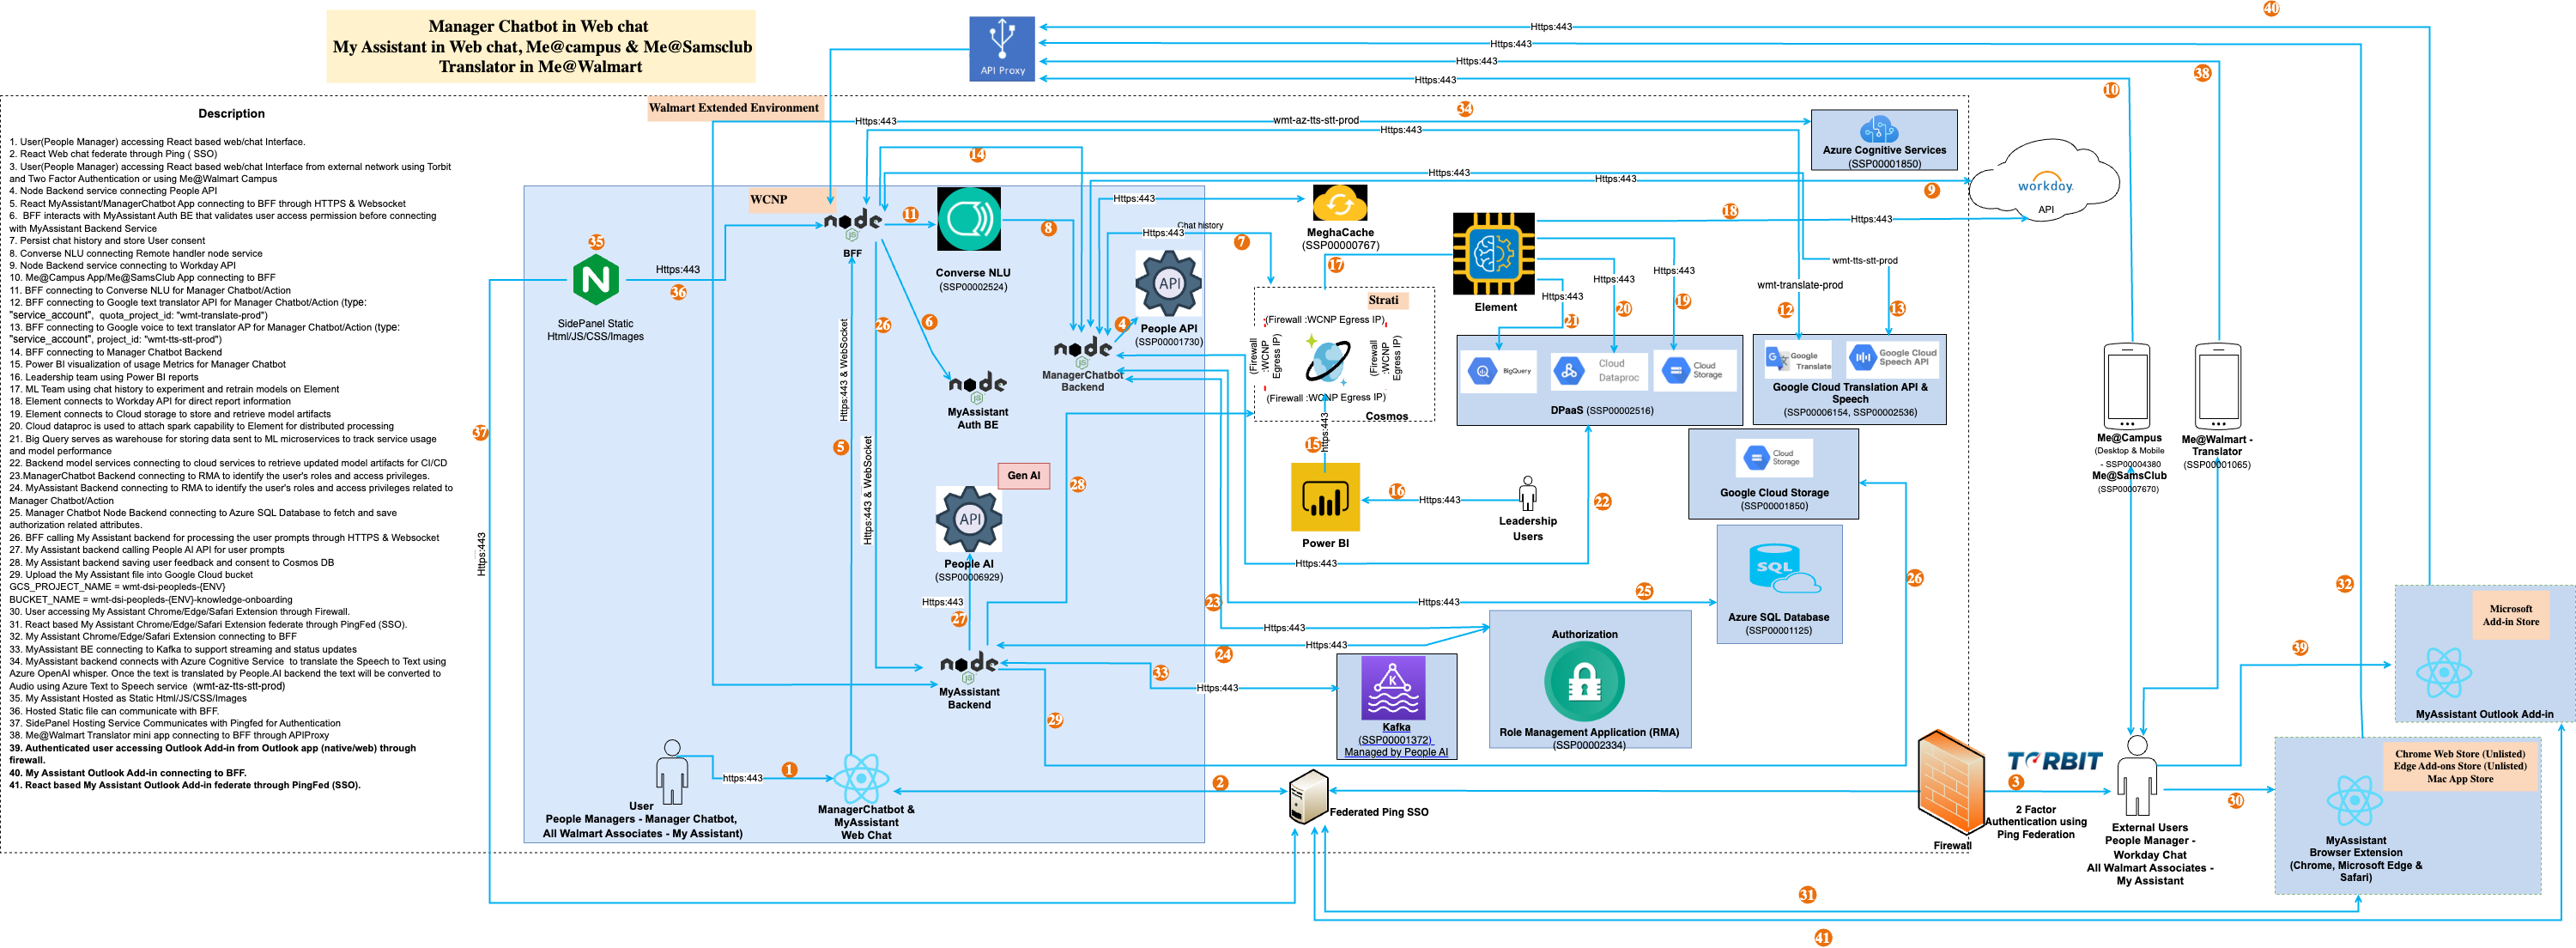 Manager Chatbot in Web chat
My Assistant in Web chat, Me@campus & Me@Samsclub
Translator in Me@Walmart
API Proxy
Https:443
Https:443
Https:443
Https:443
40
38
10
Description
1. User(People Manager) accessing React based web/chat Interface.
2. React Web chat federate through Ping ( SSO)
3. User(People Manager) accessing React based web/chat Interface from external network using Torbit
and Two Factor Authentication or using Me@Walmart Campus
4. Node Backend service connecting People API
5. React MyAssistant/ManagerChatbot App connecting to BFF through HTTPS & Websocket
6. BFF interacts with MyAssistant Auth BE that validates user access permission before connecting
with MyAssistant Backend Service
7. Persist chat history and store User consent
8. Converse NLU connecting Remote handler node service
9. Node Backend service connecting to Workday API
10. Me@Campus App/Me@SamsClub App connecting to BFF
11. BFF connecting to Converse NLU for Manager Chatbot/Action
12. BFF connecting to Google text translator API for Manager Chatbot/Action (type:
"service_account", quota_project_id: "wmt-translate-prod")
13. BFF connecting to Google voice to text translator AP for Manager Chatbot/Action (type:
"service_account", project_id: "wmt-tts-stt-prod")
14. BFF connecting to Manager Chatbot Backend
15. Power BI visualization of usage Metrics for Manager Chatbot
16. Leadership team using Power BI reports
17. ML Team using chat history to experiment and retrain models on Element
18. Element connects to Workday API for direct report information
19. Element connects to Cloud storage to store and retrieve model artifacts
20. Cloud dataproc is used to attach spark capability to Element for distributed processing
21. Big Query serves as warehouse for storing data sent to ML microservices to track service usage
and model performance
22. Backend model services connecting to cloud services to retrieve updated model artifacts for CI/CD
23.ManagerChatbot Backend connecting to RMA to identify the user's roles and access privileges.
24. MyAssistant Backend connecting to RMA to identify the user's roles and access privileges related to
Manager Chatbot/Action
25. Manager Chatbot Node Backend connecting to Azure SQL Database to fetch and save
authorization related attributes.
26. BFF calling My Assistant backend for processing the user prompts through HTTPS & Websocket
27. My Assistant backend calling People AI API for user prompts
28. My Assistant backend saving user feedback and consent to Cosmos DB
29. Upload the My Assistant file into Google Cloud bucket
GCS_PROJECT_NAME = wmt-dsi-peopleds-{ENV}
BUCKET_NAME = wmt-dsi-peopleds-{ENV}-knowledge-onboarding
30. User accessing My Assistant Chrome/Edge/Safari Extension through Firewall.
31. React based My Assistant Chrome/Edge/Safari Extension federate through PingFed (SSO).
32. My Assistant Chrome/Edge/Safari Extension connecting to BFF
33. MyAssistant BE connecting to Kafka to support streaming and status updates
34. MyAssistant backend connects with Azure Cognitive Service to translate the Speech to Text using
Azure OpenAI whisper. Once the text is translated by People.AI backend the text will be converted to
Audio using Azure Text to Speech service (wmt-az-tts-stt-prod)
35. My Assistant Hosted as Static Html/JS/CSS/Images
36. Hosted Static file can communicate with BFF.
37. SidePanel Hosting Service Communicates with Pingfed for Authentication
38. Me@Walmart Translator mini app connecting to BFF through APIProxy
39. Authenticated user accessing Outlook Add-in from Outlook app (native/web) through
firewall.
40. My Assistant Outlook Add-in connecting to BFF.
41. React based My Assistant Outlook Add-in federate through PingFed (SSO).
Walmart Extended Environment
Https:443
wmt-az-tts-stt-prod
34
Https:443
Azure Cognitive Services
(SSP00001850)
14
Https:443
Https:443
9
workday.
API
WCNP
node
JS
BFF
11
Converse NLU
(SSP00002524)
8
Https:443
MeghaCache
(SSP00000767)
Chat history
Https:443
7
18
Https:443
35
N
SidePanel Static
Html/JS/CSS/Images
Https:443
36
API
People API
(SSP00001730)
4
node
JS
ManagerChatbot
Backend
17
Element
Https:443
Https:443
Https:443
21
20
19
wmt-tts-stt-prod
wmt-translate-prod
12
13
Strati
(Firewall :WCNP Egress IP)
(Firewall
:WCNP
Egress IP)
(Firewall
:WCNP
Egress IP)
(Firewall :WCNP Egress IP)
Cosmos
BigQuery
Cloud
Dataproc
Cloud
Storage
DPaaS (SSP00002516)
Google
Translate
Google Cloud
Speech API
Google Cloud Translation API &
Speech
(SSP00006154, SSP00002536)
Https:443 & WebSocket
26
6
node
JS
MyAssistant
Auth BE
5
Https:443 & WebSocket
37
Https:443
Gen AI
28
API
People AI
(SSP00006929)
Https:443
27
https:443
15
Power BI
16
Https:443
Leadership
Users
22
Https:443
Cloud
Storage
Google Cloud Storage
(SSP00001850)
SQL
Azure SQL Database
(SSP00001125)
26
23
Https:443
25
Https:443
24
Https:443
node
JS
MyAssistant
Backend
33
Https:443
29
K
Kafka
(SSP00001372)
Managed by People AI
Authorization
Role Management Application (RMA)
(SSP00002334)
User
People Managers - Manager Chatbot,
All Walmart Associates - My Assistant)
https:443
1
ManagerChatbot &
MyAssistant
Web Chat
2
Federated Ping SSO
Firewall
TORBIT
3
2 Factor
Authentication using
Ping Federation
Me@Campus
(Desktop & Mobile
- SSP00004380
Me@SamsClub
(SSP00007670)
Me@Walmart -
Translator
(SSP00001065)
External Users
People Manager -
Workday Chat
All Walmart Associates -
My Assistant
30
32
39
Microsoft
Add-in Store
MyAssistant Outlook Add-in
Chrome Web Store (Unlisted)
Edge Add-ons Store (Unlisted)
Mac App Store
MyAssistant
Browser Extension
(Chrome, Microsoft Edge &
Safari)
31
41